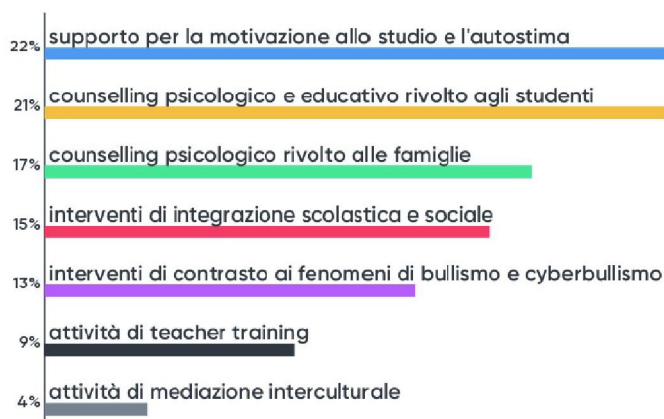 supporto per la motivazione allo studio e l'autostima
22%
counselling psicologico e educativo rivolto agli studenti
21%
counselling psicologico rivolto alle famiglie
17%
interventi di integrazione scolastica e sociale
15%
interventi di contrasto ai fenomeni di bullismo e cyberbullismo
13%
attività di teacher training
9%
attività di mediazione interculturale
4%